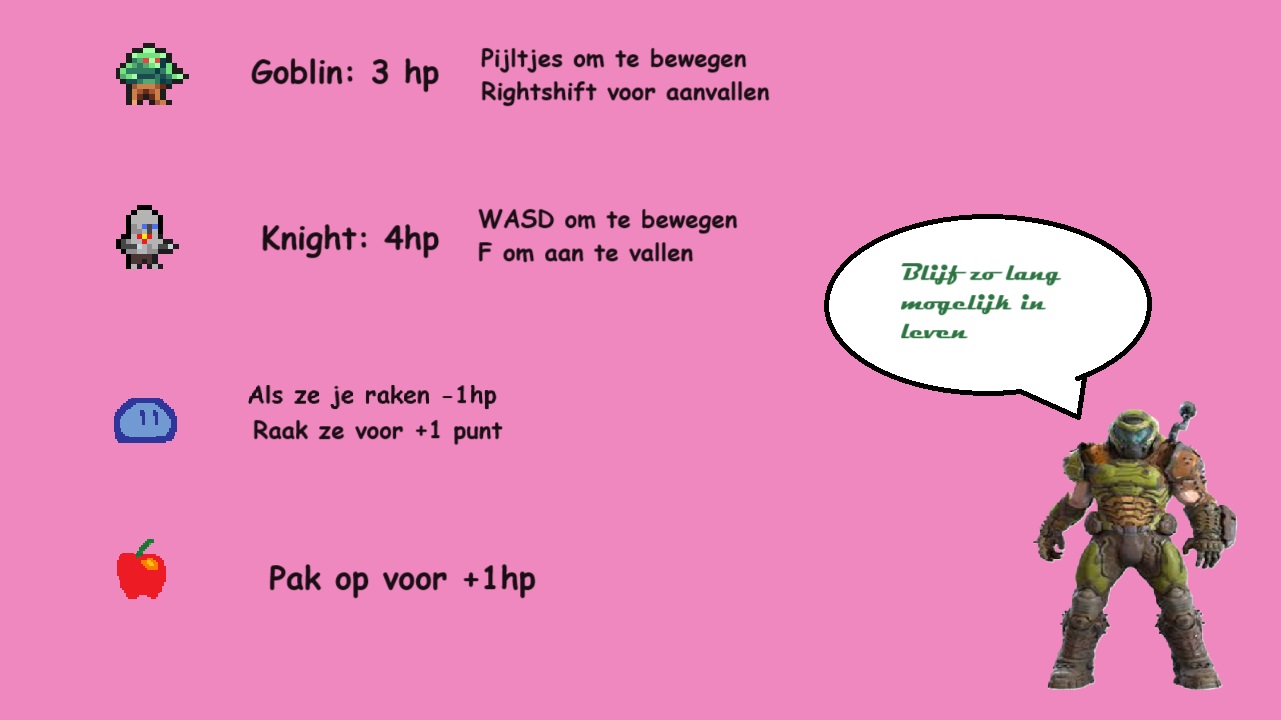 Goblin: 3 hp
Pijltjes om te bewegen
Rightshift voor aanvallen
Knight: 4hp
WASD om te bewegen
F om aan te vallen
Blijf zo lang
mogelijk in
leven
Als ze je raken -1hp
Raak ze voor +1 punt
Pak op voor +1hp